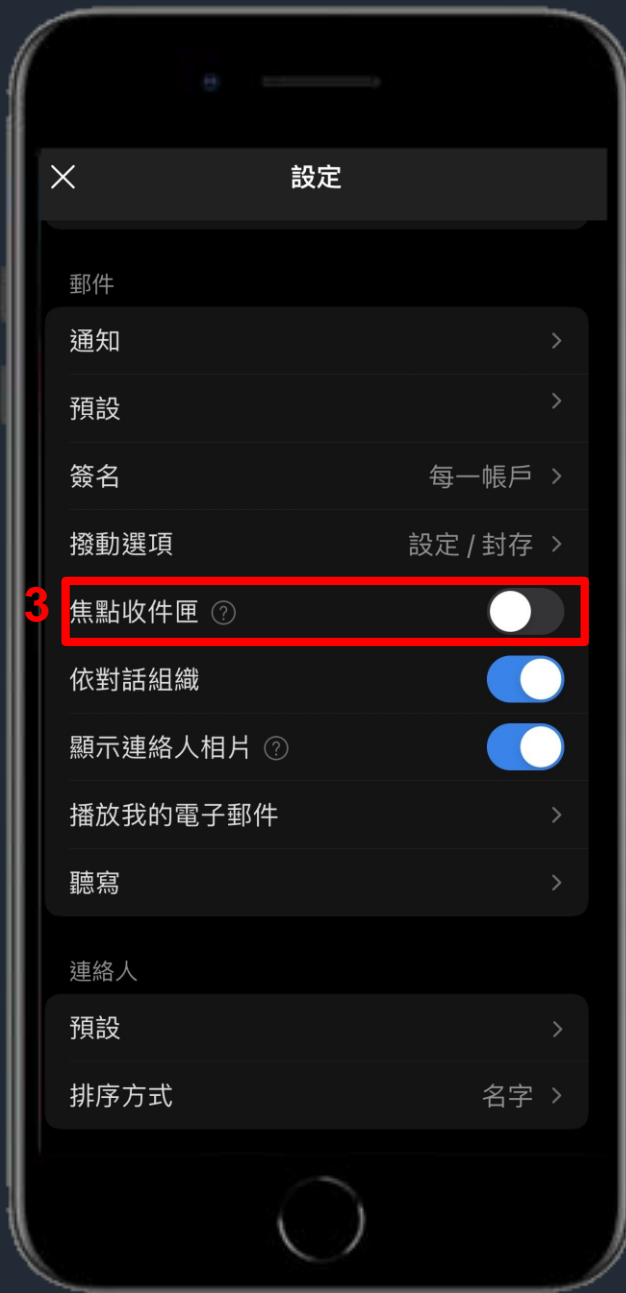 設定
郵件
通知
預設
簽名 每一帳戶
撥動選項 設定 / 封存
3 焦點收件匣 ?
依對話組織
顯示連絡人相片 ?
播放我的電子郵件
聽寫
連絡人
預設
排序方式 名字